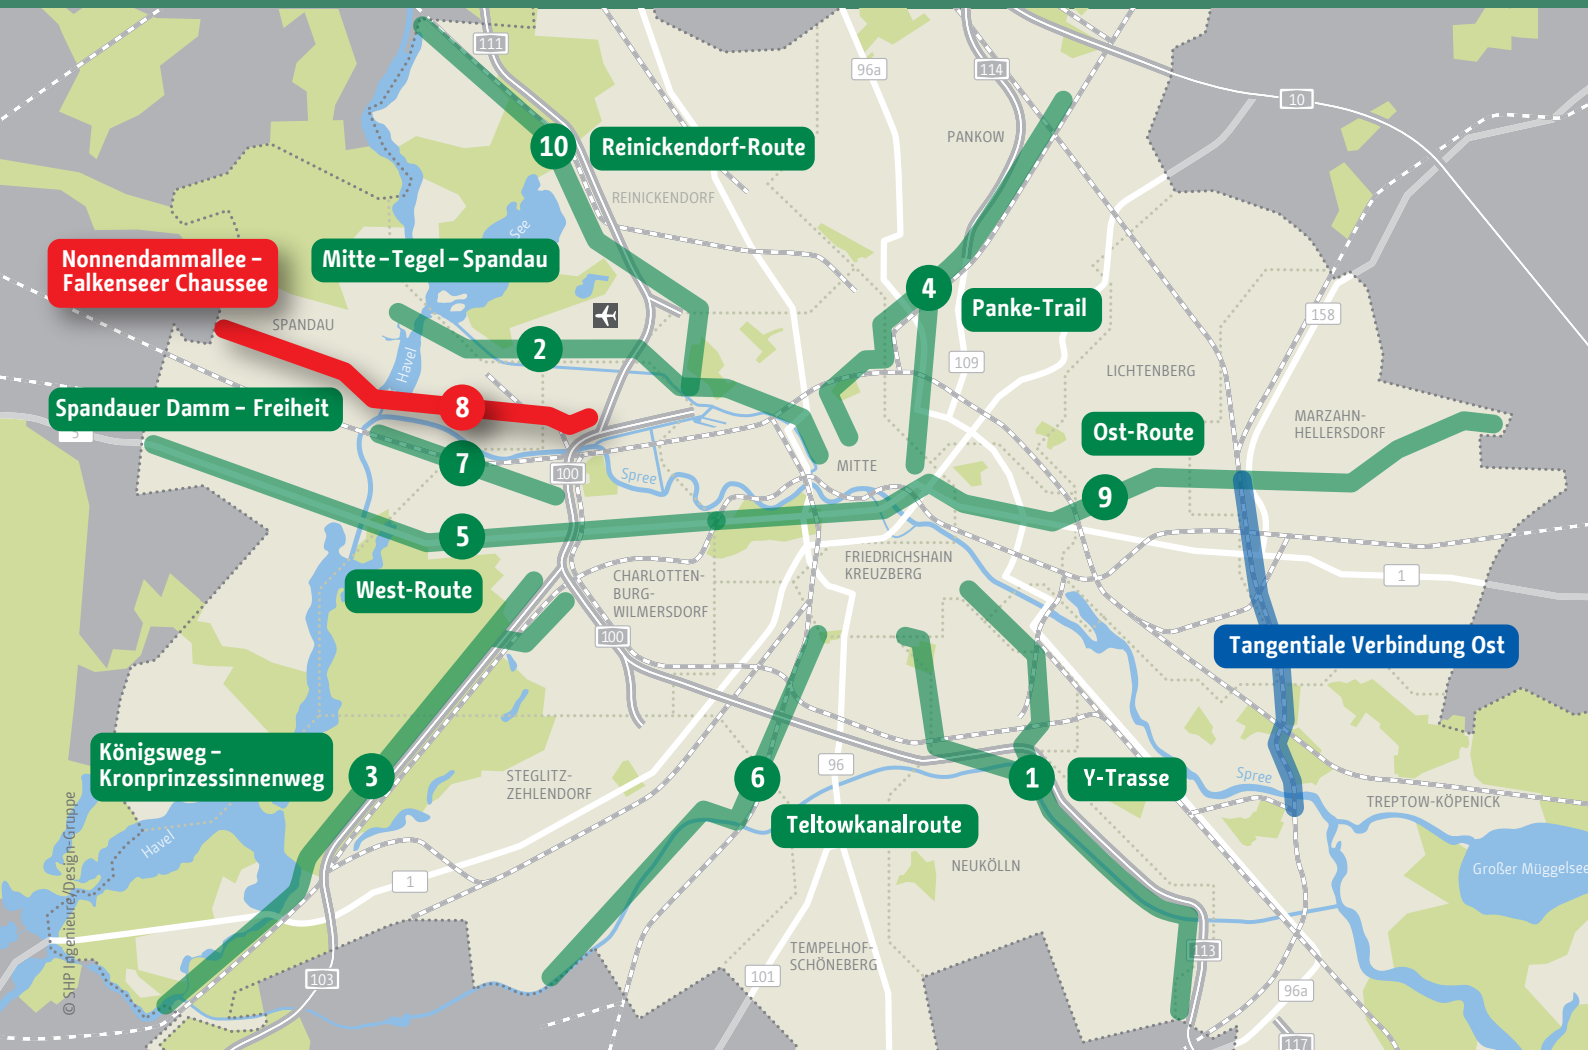 111
96a
114
10
PANKOW
10
Reinickendorf-Route
REINICKENDORF
See
Nonnendammallee –
Falkenseer Chaussee
Mitte – Tegel – Spandau
4
Panke-Trail
158
SPANDAU
2
109
Havel
LICHTENBERG
Spandauer Damm – Freiheit
8
MARZAHN-
HELLERSDORF
Ost-Route
5
7
100
Spree
MITTE
9
5
West-Route
FRIEDRICHSHAIN
KREUZBERG
CHARLOTTEN-
BURG-
WILMERSDORF
1
100
Tangentiale Verbindung Ost
Königsweg –
Kronprinzessinnenweg
3
STEGLITZ-
ZEHLENDORF
6
96
1
Y-Trasse
Spree
TREPTOW-KÖPENICK
Teltowkanalroute
Havel
NEUKÖLLN
Großer Müggelsee
1
TEMPELHOF-
SCHÖNEBERG
113
103
101
96a
117
© SHP Ingenieure/Design-Gruppe